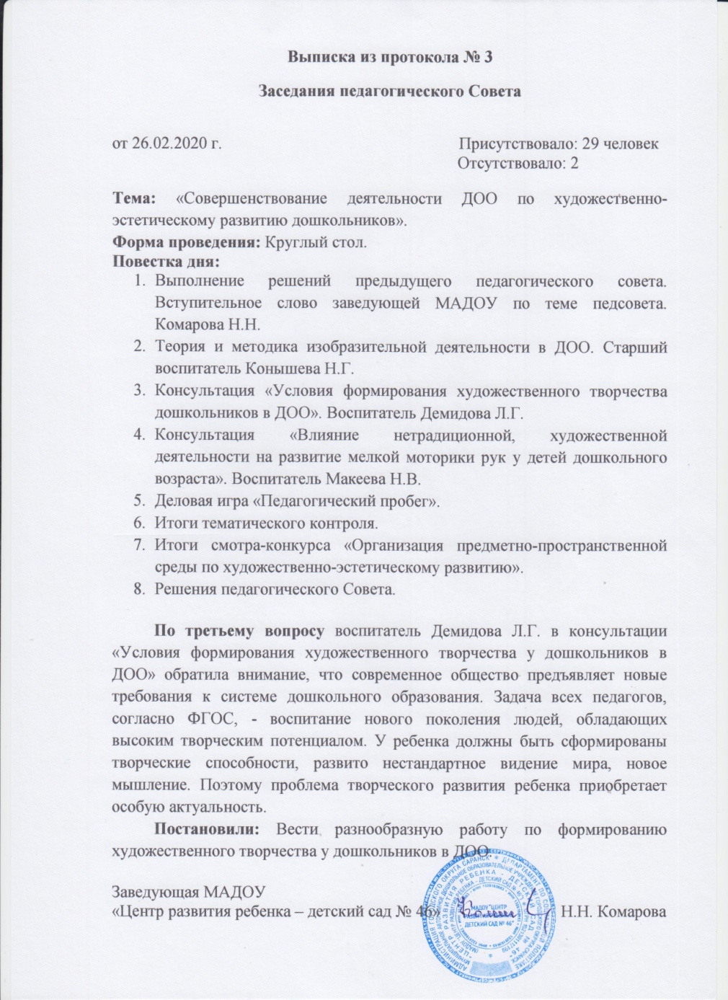 Выписка из протокола № 3
Заседания педагогического Совета
от 26.02.2020 г. Присутствовало: 29 человек
Отсутствовало: 2
Тема: «Совершенствование деятельности ДОО по художественно-
эстетическому развитию дошкольников».
Форма проведения: Круглый стол.
Повестка дня:
1. Выполнение решений предыдущего педагогического совета.
Вступительное слово заведующей МАДОУ по теме педсовета.
Комарова Н.Н.
2. Теория и методика изобразительной деятельности в ДОО. Старший
воспитатель Конышева Н.Г.
3. Консультация «Условия формирования художественного творчества
дошкольников в ДОО». Воспитатель Демидова Л.Г.
4. Консультация «Влияние нетрадиционной, художественной
деятельности на развитие мелкой моторики рук у детей дошкольного
возраста». Воспитатель Макеева Н.В.
5. Деловая игра «Педагогический пробег».
6. Итоги тематического контроля.
7. Итоги смотра-конкурса «Организация предметно-пространственной
среды по художественно-эстетическому развитию».
8. Решения педагогического Совета.
По третьему вопросу воспитатель Демидова Л.Г. в консультации
«Условия формирования художественного творчества у дошкольников в
ДОО» обратила внимание, что современное общество предъявляет новые
требования к системе дошкольного образования. Задача всех педагогов,
согласно ФГОС, - воспитание нового поколения людей, обладающих
высоким творческим потенциалом. У ребенка должны быть сформированы
творческие способности, развито нестандартное видение мира, новое
мышление. Поэтому проблема творческого развития ребенка приобретает
особую актуальность.
Постановили: Вести разнообразную работу по формированию
художественного творчества у дошкольников в ДОО.
Заведующая МАДОУ
«Центр развития ребенка – детский сад № 46» Н.Н. Комарова
МАДОУ "ЦЕНТР
РАЗВИТИЯ РЕБЕНКА -
ДЕТСКИЙ САД № 46"